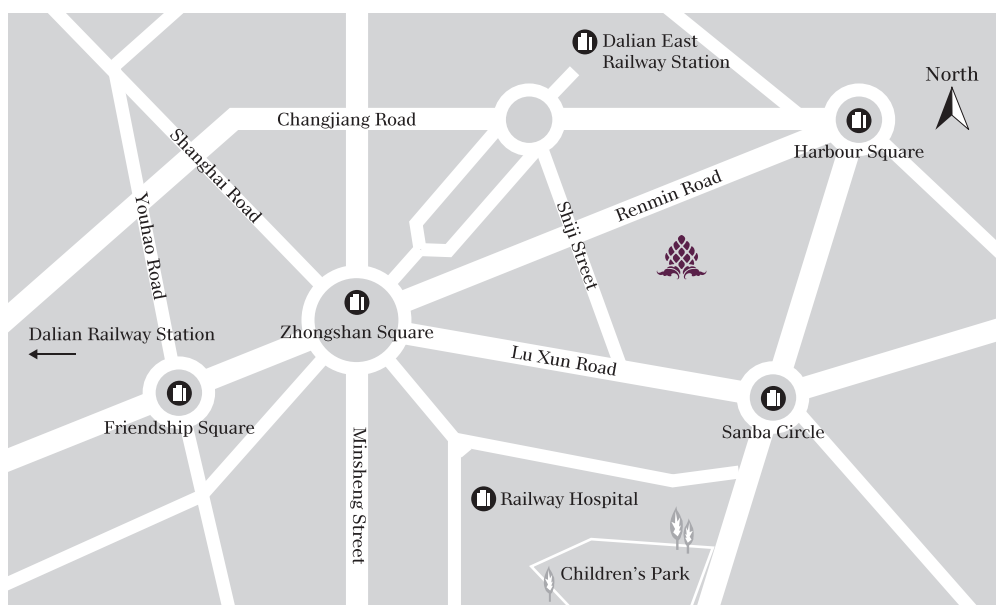 Dalian East
Railway Station
North
Changjiang Road
Harbour Square
Shanghai Road
Renmin Road
Youhao Road
Shiji Street
Zhongshan Square
Dalian Railway Station
Lu Xun Road
Friendship Square
Sanba Circle
Minsheng Street
Railway Hospital
Children's Park